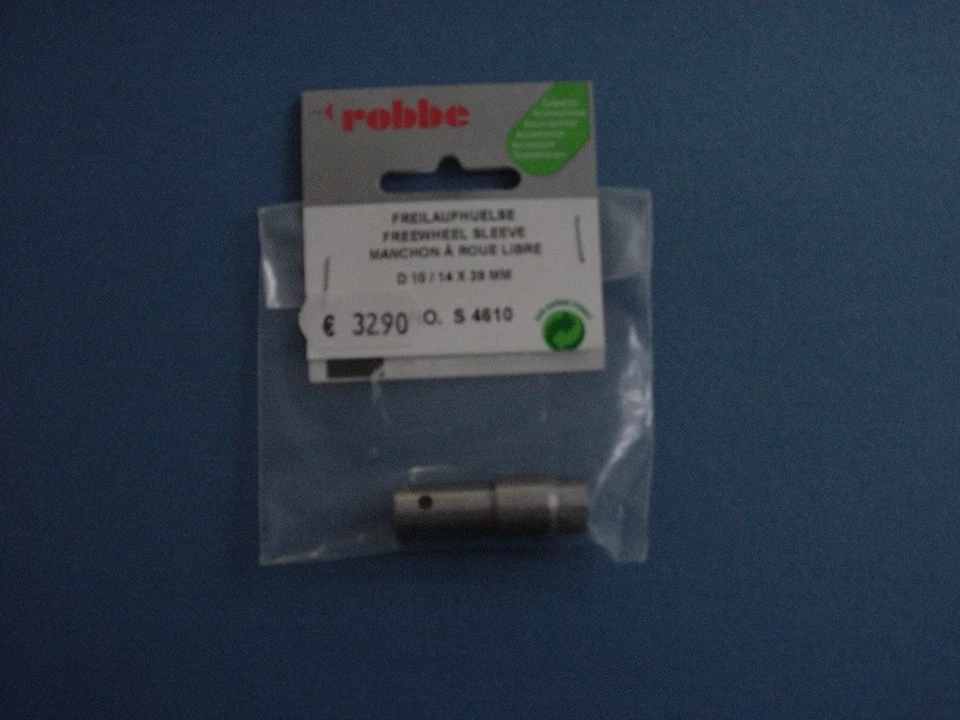 robbe
FREILAUFHUELSE
FREEWHEEL SLEEVE
MANCHON À ROUE LIBRE
D 10 / 14 X 39 MM
€ 3290 O. S 4610